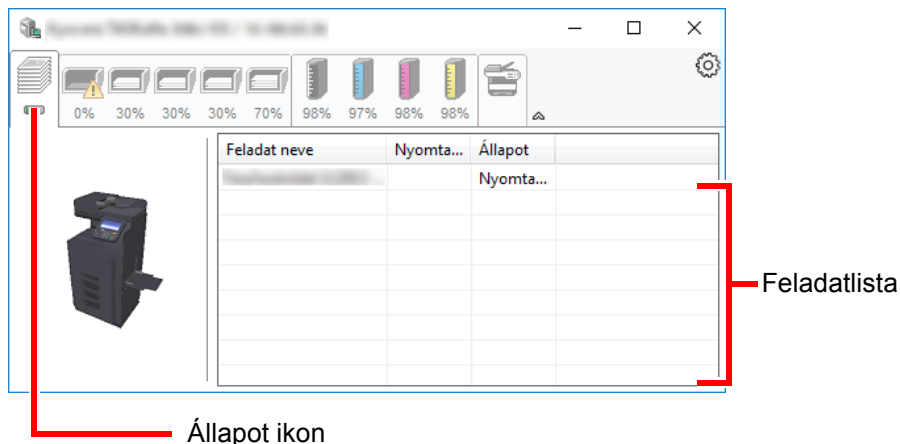 0% 30% 30% 30% 70% 98% 97% 98% 98%
Feladat neve Nyomta... Állapot
Nyomta...
Feladatlista
Állapot ikon